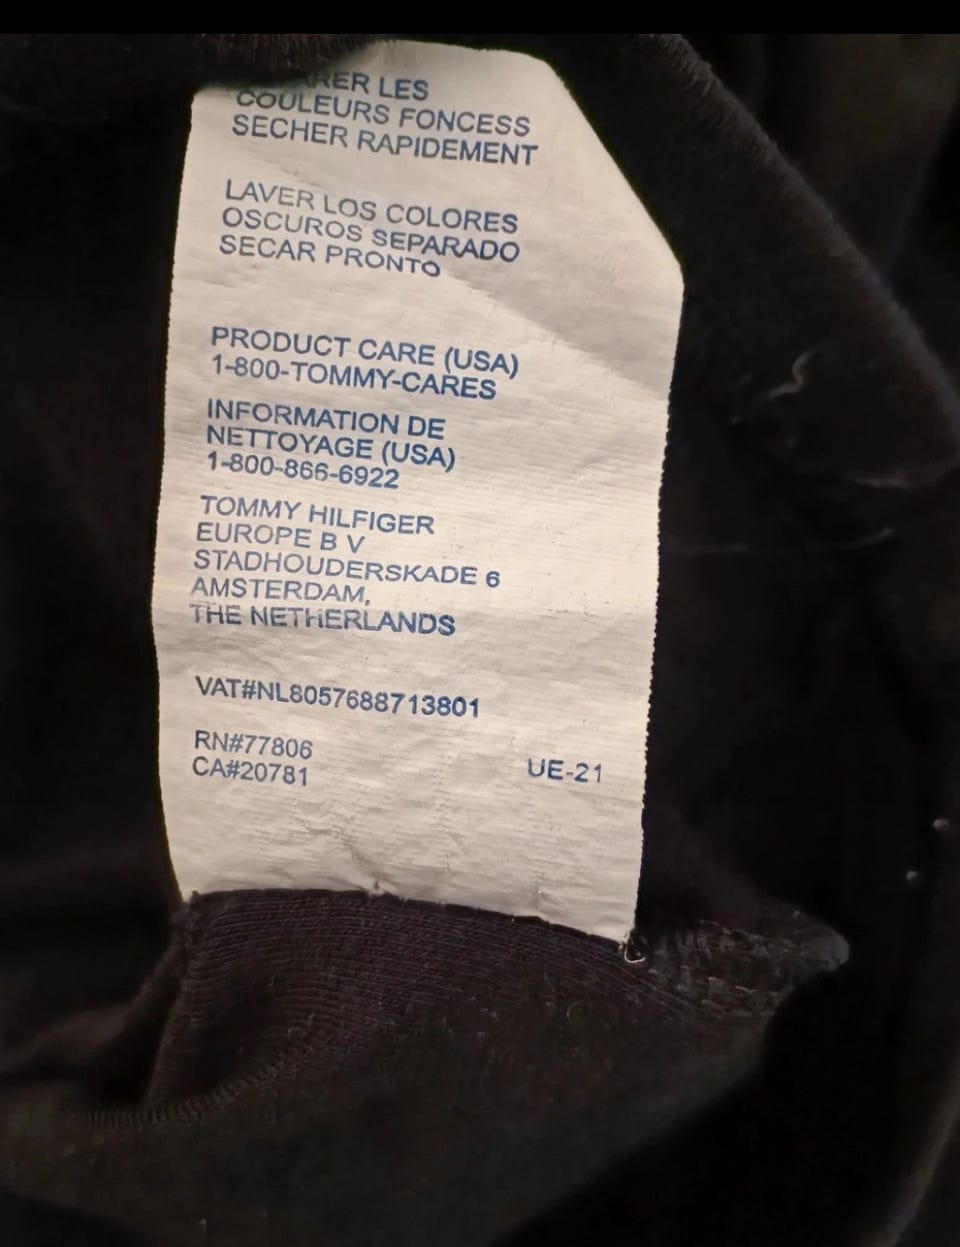 LES
COULEURS FONCESS
SECHER RAPIDEMENT
LAVER LOS COLORES
OSCUROS SEPARADO
SECAR PRONTO
PRODUCT CARE (USA)
1-800-TOMMY-CARES
INFORMATION DE
NETTOYAGE (USA)
1-800-866-6922
TOMMY HILFIGER
EUROPE B V
STADHOUDERSKADE 6
AMSTERDAM,
THE NETHERLANDS
VAT#NL8057688713801
RN#77806
CA#20781 UE-21